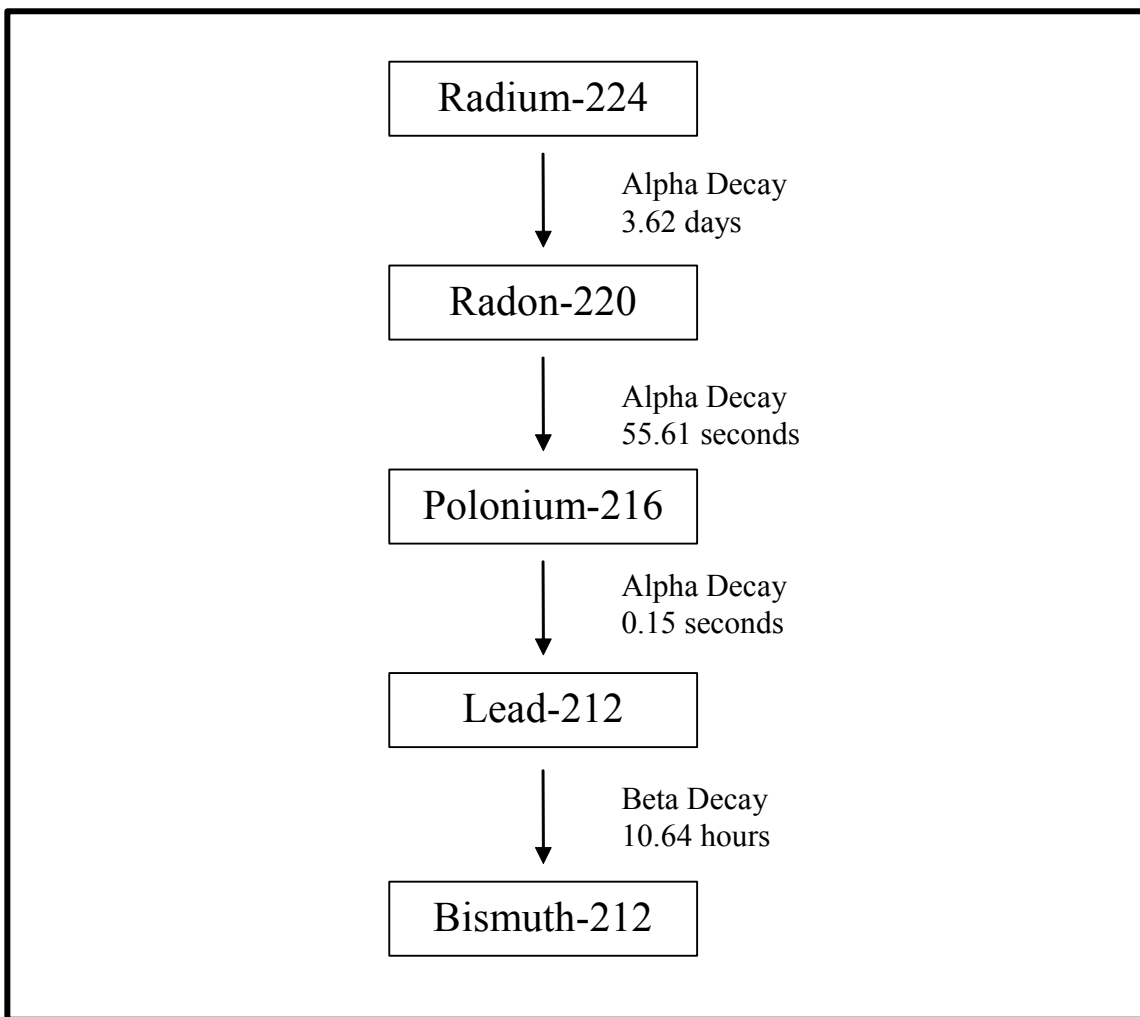 Radium-224
Alpha Decay
3.62 days
Radon-220
Alpha Decay
55.61 seconds
Polonium-216
Alpha Decay
0.15 seconds
Lead-212
Beta Decay
10.64 hours
Bismuth-212